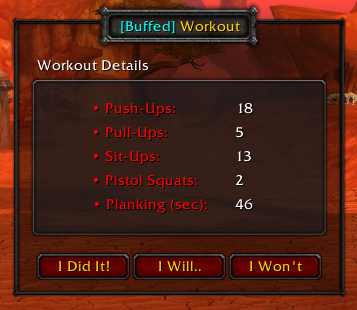 [Buffed] Workout
Workout Details
• Push-Ups: 18
• Pull-Ups: 5
• Sit-Ups: 13
• Pistol Squats: 2
• Planking (sec): 46
I Did It! I Will.. I Won't